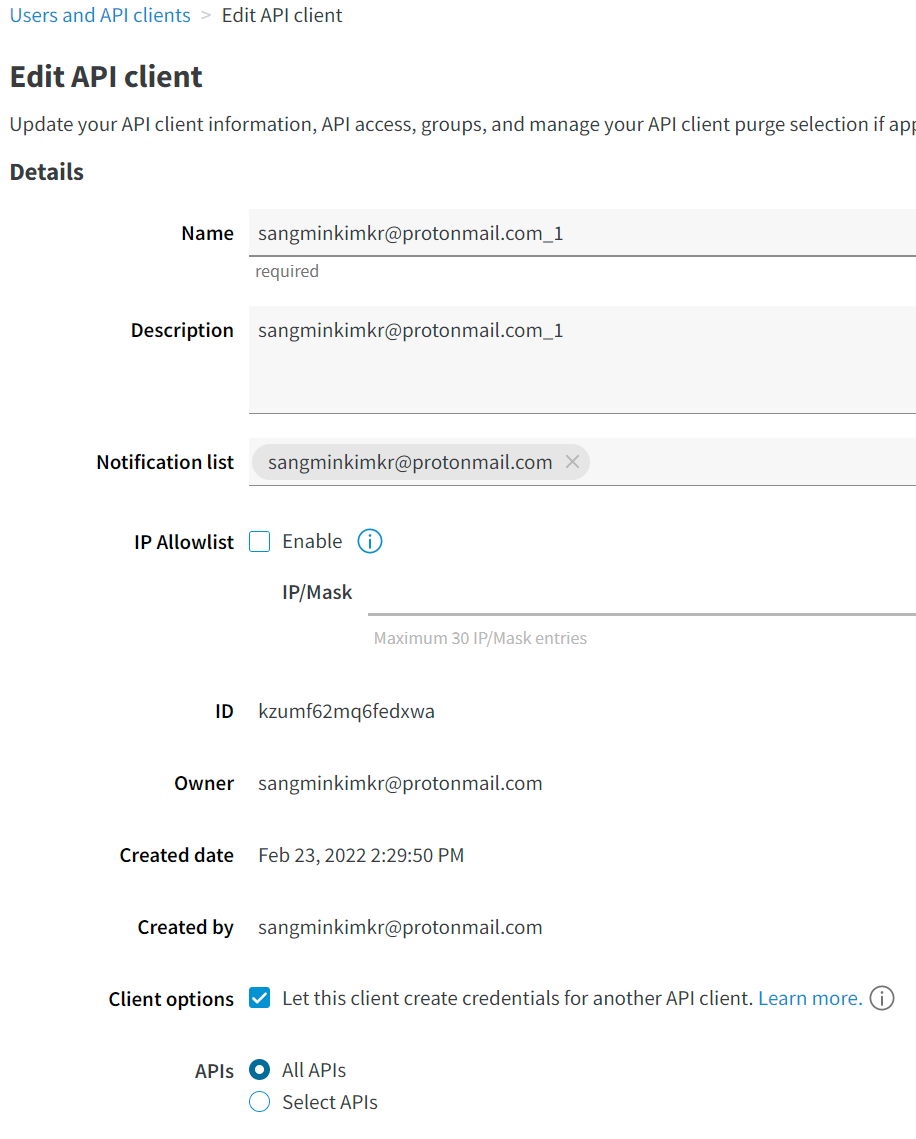 Users and API clients > Edit API client
Edit API client
Update your API client information, API access, groups, and manage your API client purge selection if app
Details
Name sangminkimkr@protonmail.com_1
required
Description sangminkimkr@protonmail.com_1
Notification list sangminkimkr@protonmail.com
IP Allowlist Enable
IP/Mask
Maximum 30 IP/Mask entries
ID kzumf62mq6fedxwa
Owner sangminkimkr@protonmail.com
Created date Feb 23, 2022 2:29:50 PM
Created by sangminkimkr@protonmail.com
Client options Let this client create credentials for another API client. Learn more.
APIs All APIs
Select APIs